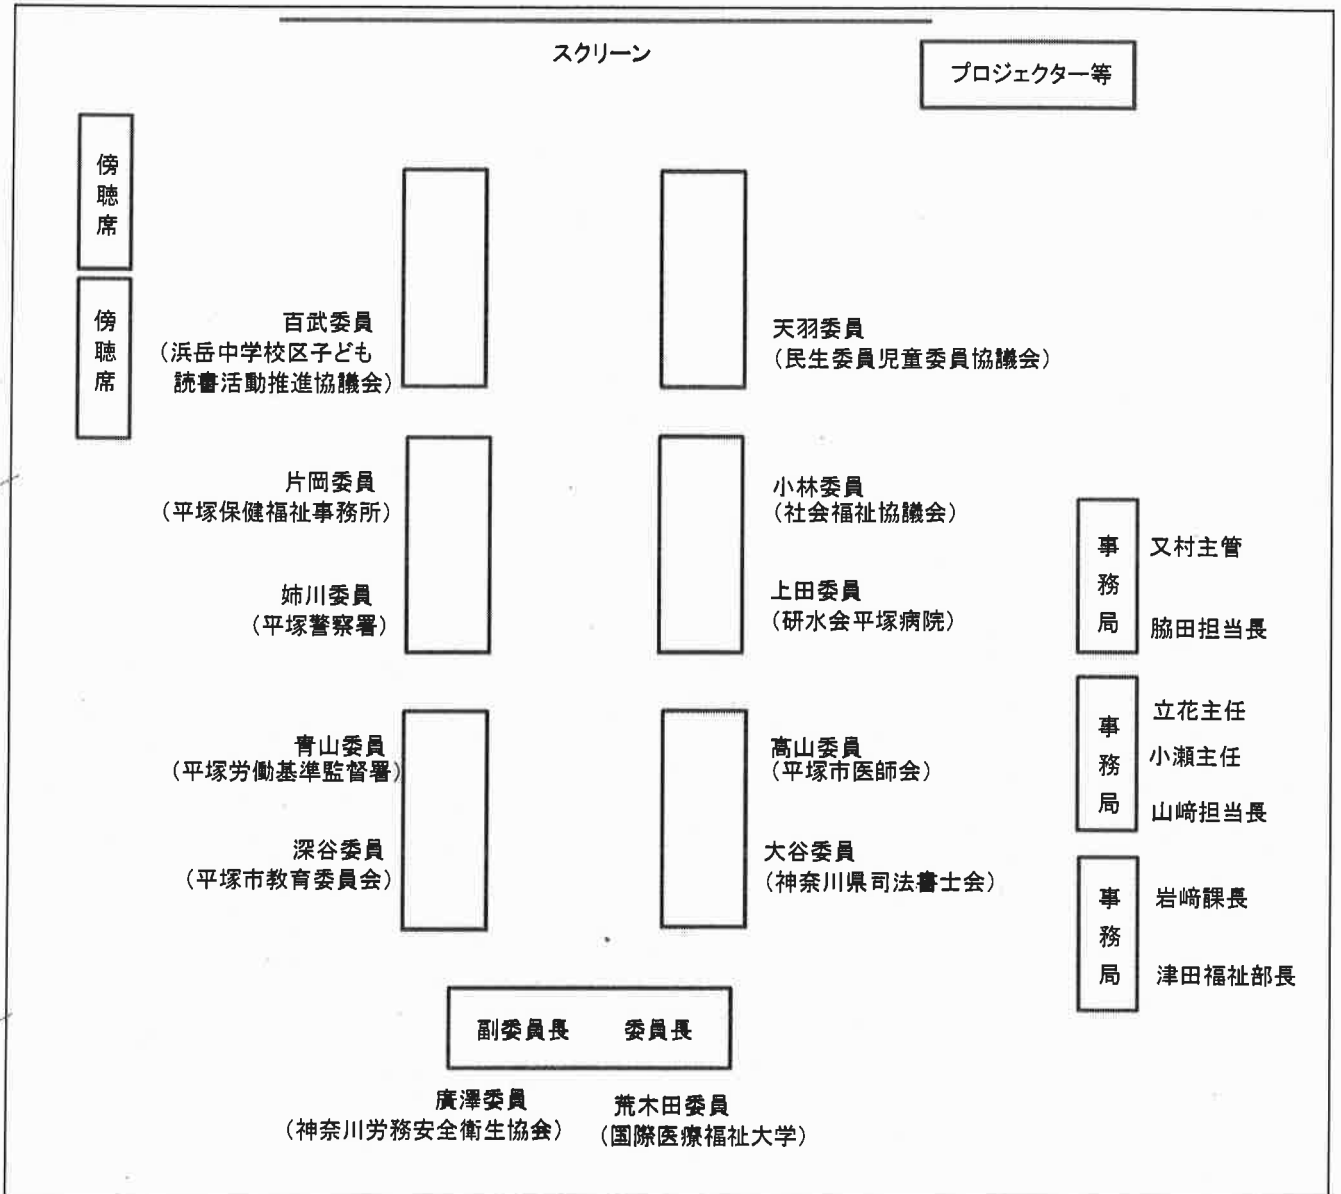 スクリーン
プロジェクター等
傍聴席
傍聴席
百武委員
（浜岳中学校区子ども
読書活動推進協議会）
天羽委員
（民生委員児童委員協議会）
片岡委員
（平塚保健福祉事務所）
小林委員
（社会福祉協議会）
姉川委員
（平塚警察署）
上田委員
（研水会平塚病院）
青山委員
（平塚労働基準監督署）
高山委員
（平塚市医師会）
深谷委員
（平塚市教育委員会）
大谷委員
（神奈川県司法書士会）
事務局
又村主管
脇田担当長
事務局
立花主任
小瀬主任
山﨑担当長
事務局
岩﨑課長
津田福祉部長
副委員長　委員長
廣澤委員
（神奈川労務安全衛生協会）
荒木田委員
（国際医療福祉大学）